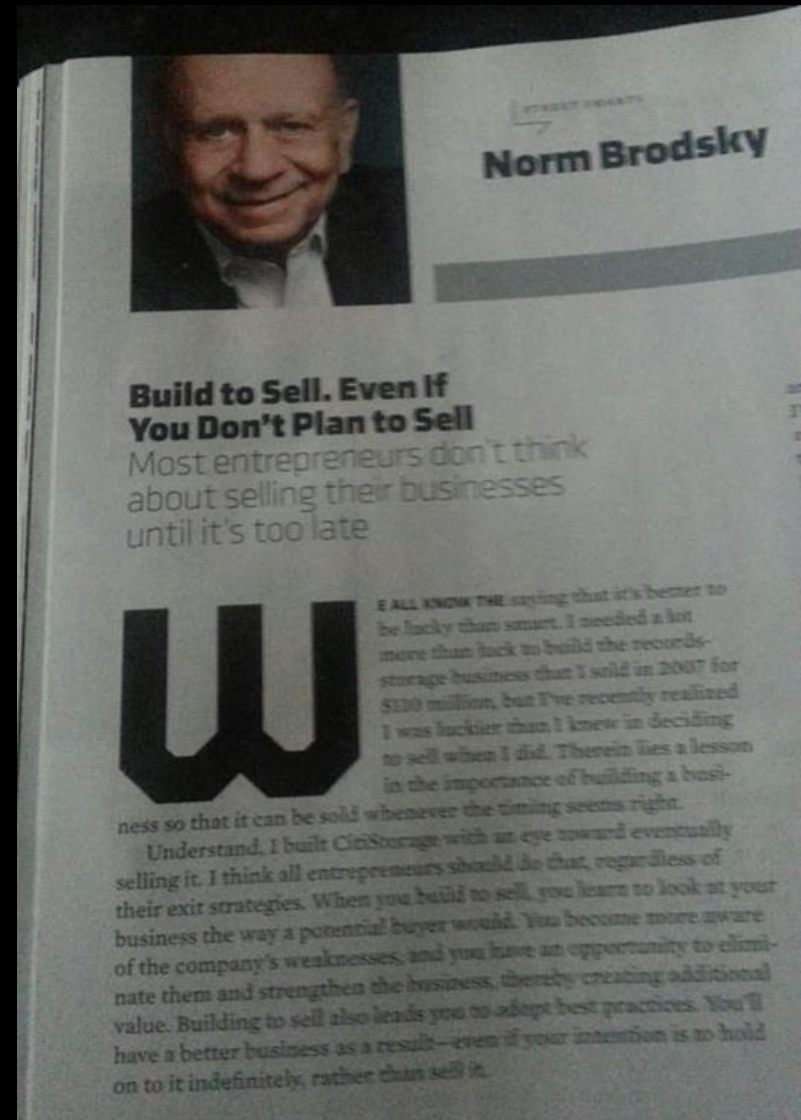 STREET SMARTS
Norm Brodsky
Build to Sell. Even If
You Don't Plan to Sell
Most entrepreneurs don't think
about selling their businesses
until it's too late
WE ALL KNOW THE saying that it's better to
be lucky than smart. I needed a lot
more than luck to build the records-
storage business that I sold in 2007 for
$110 million, but I've recently realized
I was luckier than I knew in deciding
to sell when I did. Therein lies a lesson
in the importance of building a busi-
ness so that it can be sold whenever the timing seems right.
Understand, I built CitiStorage with an eye toward eventually
selling it. I think all entrepreneurs should do that, regardless of
their exit strategies. When you build to sell, you learn to look at your
business the way a potential buyer would. You become more aware
of the company's weaknesses, and you have an opportunity to elimi-
nate them and strengthen the business, thereby creating additional
value. Building to sell also leads you to adopt best practices. You'll
have a better business as a result—even if your intention is to hold
on to it indefinitely, rather than sell it.